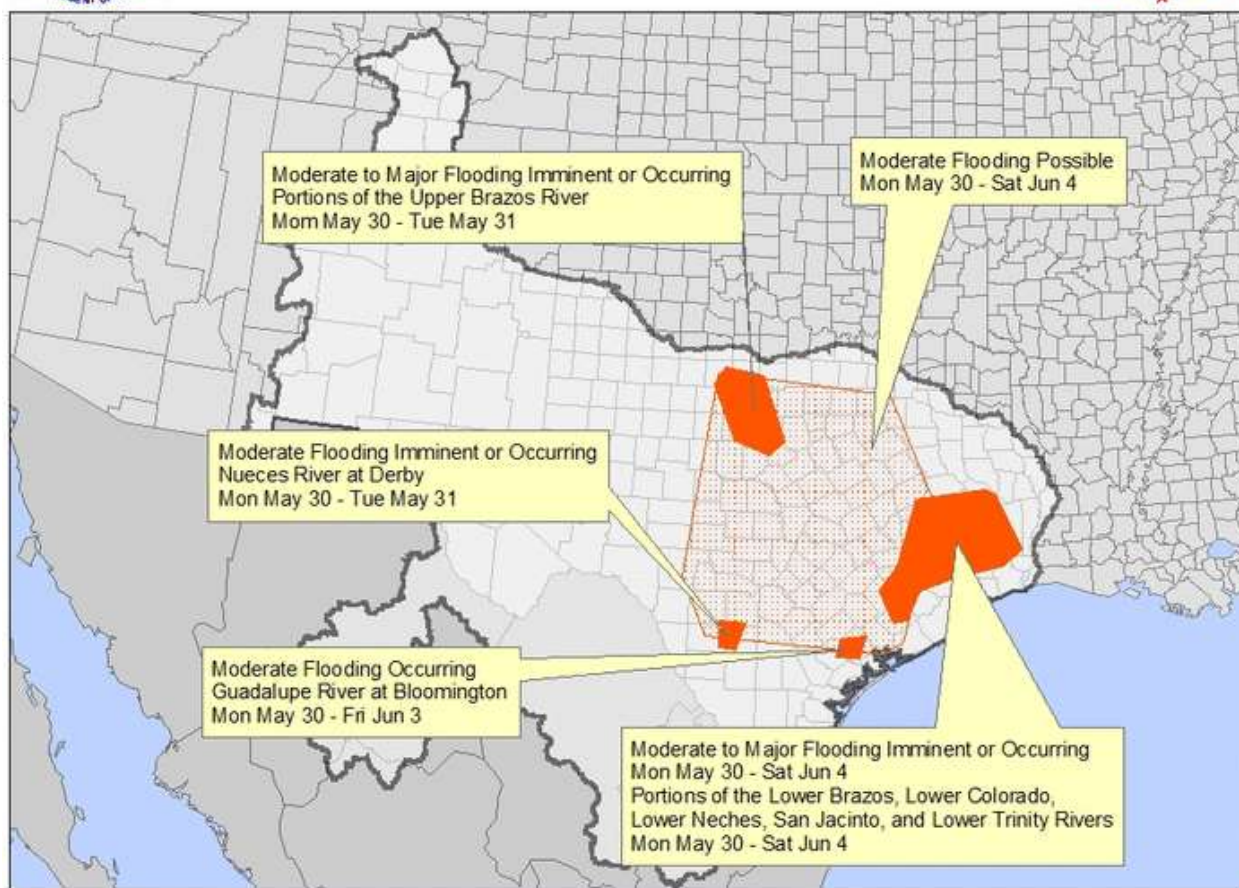 Moderate to Major Flooding Imminent or Occurring
Portions of the Upper Brazos River
Mom May 30 - Tue May 31
Moderate Flooding Possible
Mon May 30 - Sat Jun 4
Moderate Flooding Imminent or Occurring
Nueces River at Derby
Mon May 30 - Tue May 31
Moderate Flooding Occurring
Guadalupe River at Bloomington
Mon May 30 - Fri Jun 3
Moderate to Major Flooding Imminent or Occurring
Mon May 30 - Sat Jun 4
Portions of the Lower Brazos, Lower Colorado,
Lower Neches, San Jacinto, and Lower Trinity Rivers
Mon May 30 - Sat Jun 4